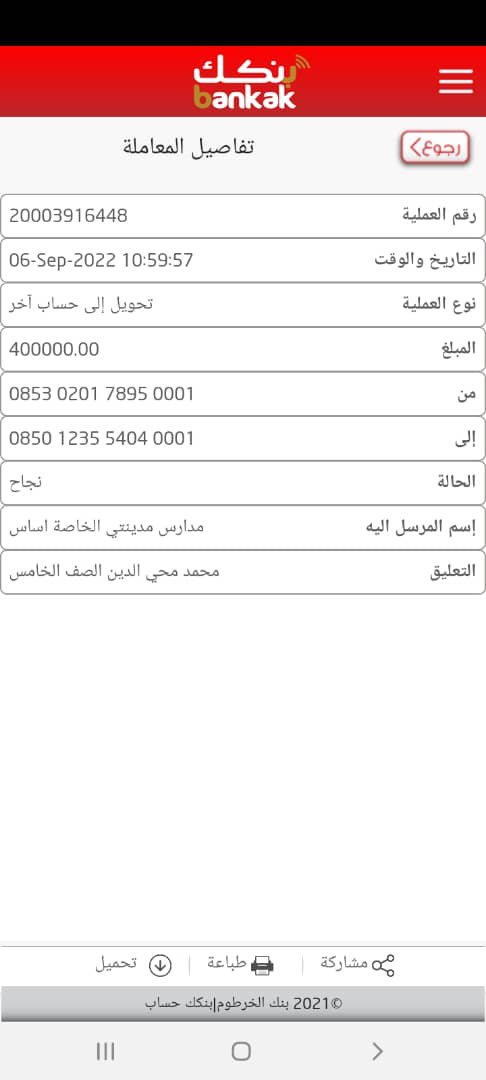 بنكك
bankak
رجوع
تفاصيل المعاملة
رقم العملية 20003916448
التاريخ والوقت 06-Sep-2022 10:59:57
نوع العملية تحويل إلى حساب آخر
المبلغ 400000.00
من 0853 0201 7895 0001
إلى 0850 1235 5404 0001
الحالة نجاح
إسم المرسل اليه مدارس مدينتي الخاصة اساس
التعليق محمد محي الدين الصف الخامس
مشاركة | طباعة | تحميل
©2021 بنك الخرطوم|بنكك حساب